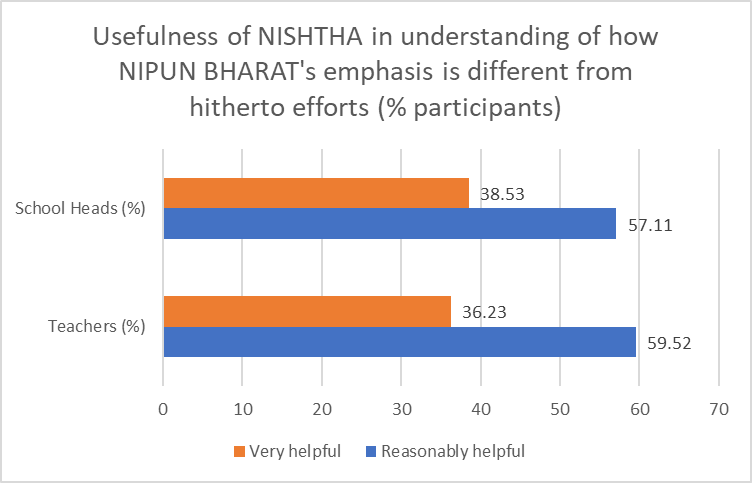 Usefulness of NISHTHA in understanding of how
NIPUN BHARAT's emphasis is different from
hitherto efforts (% participants)
School Heads (%)
38.53
57.11
Teachers (%)
36.23
59.52
0 10 20 30 40 50 60 70
Very helpful Reasonably helpful